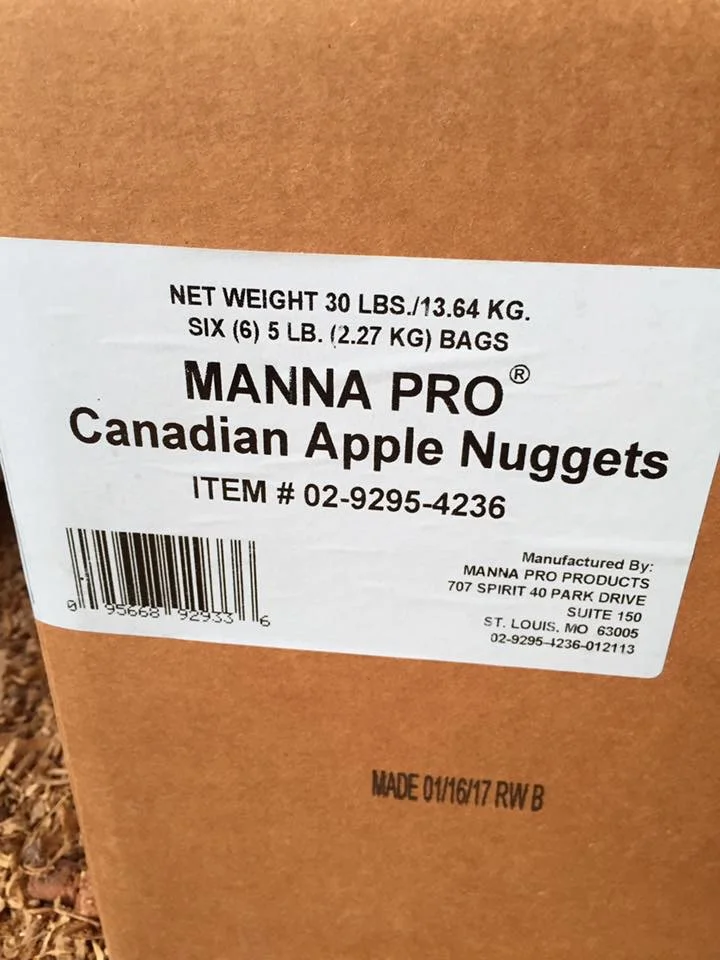 NET WEIGHT 30 LBS./13.64 KG.
SIX (6) 5 LB. (2.27 KG) BAGS
MANNA PRO®
Canadian Apple Nuggets
ITEM # 02-9295-4236
0 95668 92933 6
Manufactured By:
MANNA PRO PRODUCTS
707 SPIRIT 40 PARK DRIVE
SUITE 150
ST. LOUIS, MO 63005
02-9295-4236-012113
MADE 01/16/17 RW B